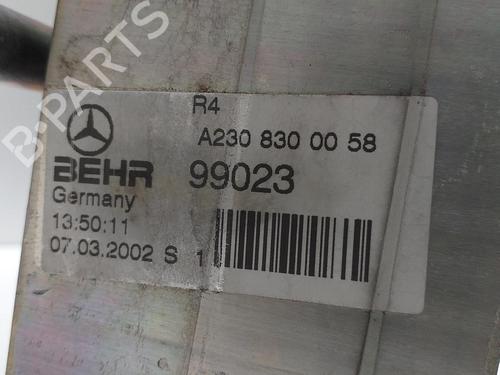 B-PARTS
R4
A230 830 00 58
BEHR 99023
Germany
13:50:11
07.03.2002 S 1